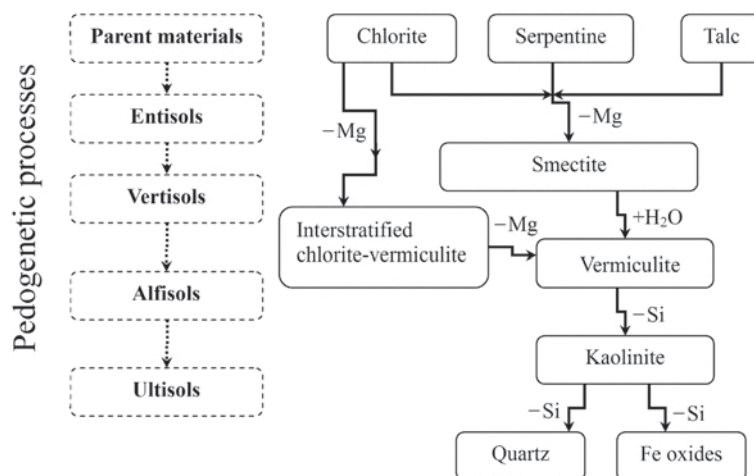 Pedogenetic processes
Parent materials
Entisols
Vertisols
Alfisols
Ultisols
Chlorite
Serpentine
Talc
−Mg
−Mg
Smectite
+H₂O
Interstratified
chlorite-vermiculite
−Mg
Vermiculite
−Si
Kaolinite
−Si
−Si
Quartz
Fe oxides